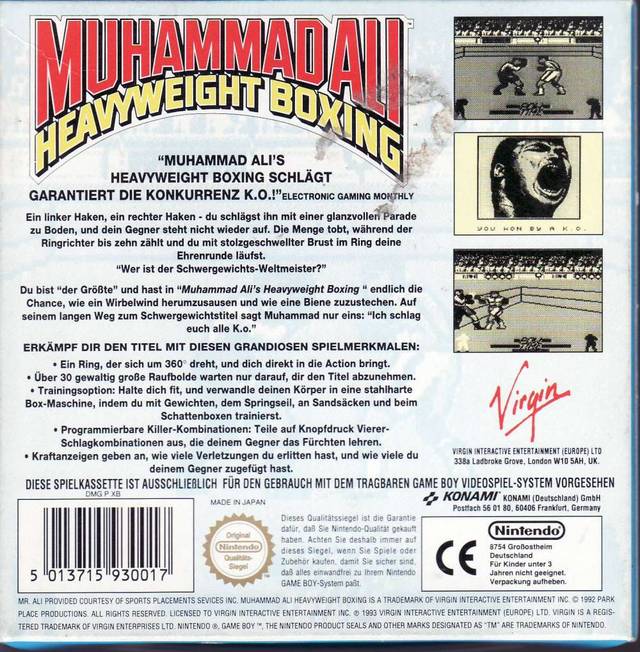 MUHAMMAD ALI
HEAVYWEIGHT BOXING
"MUHAMMAD ALI'S
HEAVYWEIGHT BOXING SCHLÄGT
GARANTIERT DIE KONKURRENZ K.O.!" ELECTRONIC GAMING MONTHLY
Ein linker Haken, ein rechter Haken - du schlägst ihn mit einer glanzvollen Parade
zu Boden, und dein Gegner steht nicht wieder auf. Die Menge tobt, während der
Ringrichter bis zehn zählt und du mit stolzgeschwellter Brust im Ring deine
Ehrenrunde läufst.
"Wer ist der Schwergewichts-Weltmeister?"
Du bist "der Größte" und hast in "Muhammad Ali's Heavyweight Boxing " endlich die
Chance, wie ein Wirbelwind herumzusausen und wie eine Biene zuzustechen. Auf
seinem langen Weg zum Schwergewichtstitel sagt Muhammad nur eins: "Ich schlag
euch alle K.o."
ERKÄMPF DIR DEN TITEL MIT DIESEN GRANDIOSEN SPIELMERKMALEN:
• Ein Ring, der sich um 360° dreht, und dich direkt in die Action bringt.
• Über 30 gewaltig große Raufbolde warten nur darauf, dir den Titel abzunehmen.
• Trainingsoption: Halte dich fit, und verwandle deinen Körper in eine stahlharte
Box-Maschine, indem du mit Gewichten, dem Springseil, an Sandsäcken und beim
Schattenboxen trainierst.
• Programmierbare Killer-Kombinationen: Teile auf Knopfdruck Vierer-
Schlagkombinationen aus, die deinem Gegner das Fürchten lehren.
• Kraftanzeigen geben an, wie viele Verletzungen du erlitten hast, und wie viele du
deinem Gegner zugefügt hast.
YOU WON BY A K.O.
TIME
TIME
Virgin
VIRGIN INTERACTIVE ENTERTAINMENT (EUROPE) LTD
338a Ladbroke Grove, London W10 5AH, UK.
DIESE SPIELKASSETTE IST AUSSCHLIEßLICH FÜR DEN GEBRAUCH MIT DEM TRAGBAREN GAME BOY VIDEOSPIEL-SYSTEM VORGESEHEN
DMG P XB
MADE IN JAPAN
KONAMI KONAMI (Deutschland) GmbH
Postfach 56 01 80, 60406 Frankfurt, Germany
5 013715 930017
Original
Nintendo
Qualitäts-
Siegel
Dieses Qualitätssiegel ist die Garantie
dafür, daß Sie Nintendo-Qualität gekauft
haben. Achten Sie deshalb immer auf
dieses Siegel, wenn Sie Spiele oder
Zubehör kaufen, damit Sie sicher sind,
daß alles einwandfrei zu Ihrem Nintendo
GAME BOY-System paßt.
CE
Nintendo
8754 Großostheim
Deutschland
Für Kinder unter 3
Jahren nicht geeignet.
Verpackung aufheben.
MR. ALI PROVIDED COURTESY OF SPORTS PLACEMENTS SEVICES INC. MUHAMMAD ALI HEAVYWEIGHT BOXING IS A TRADEMARK OF VIRGIN INTERACTIVE ENTERTAINMENT INC. © 1992 PARK
PLACE PRODUCTIONS. ALL RIGHTS RESERVED. LICENSED TO VIRGIN INTERACTIVE ENTERTAINMENT INC. ℗ 1993 VIRGIN INTERACTIVE ENTERTAINMENT (EUROPE) LTD. VIRGIN IS A REGIS-
TERED TRADEMARK OF VIRGIN ENTERPRISES LTD. NINTENDO ®, GAME BOY ™, THE NINTENDO PRODUCT SEALS AND OTHER MARKS DESIGNATED AS "TM" ARE TRADEMARKS OF NINTENDO.